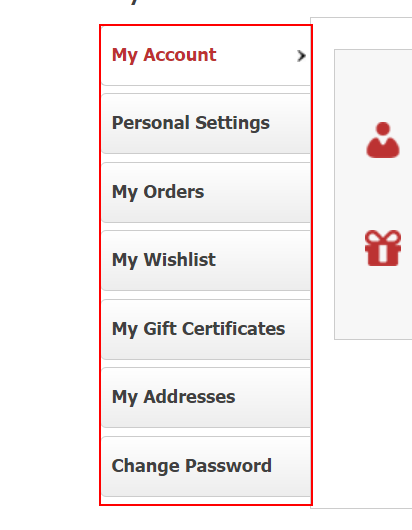 My Account
Personal Settings
My Orders
My Wishlist
My Gift Certificates
My Addresses
Change Password